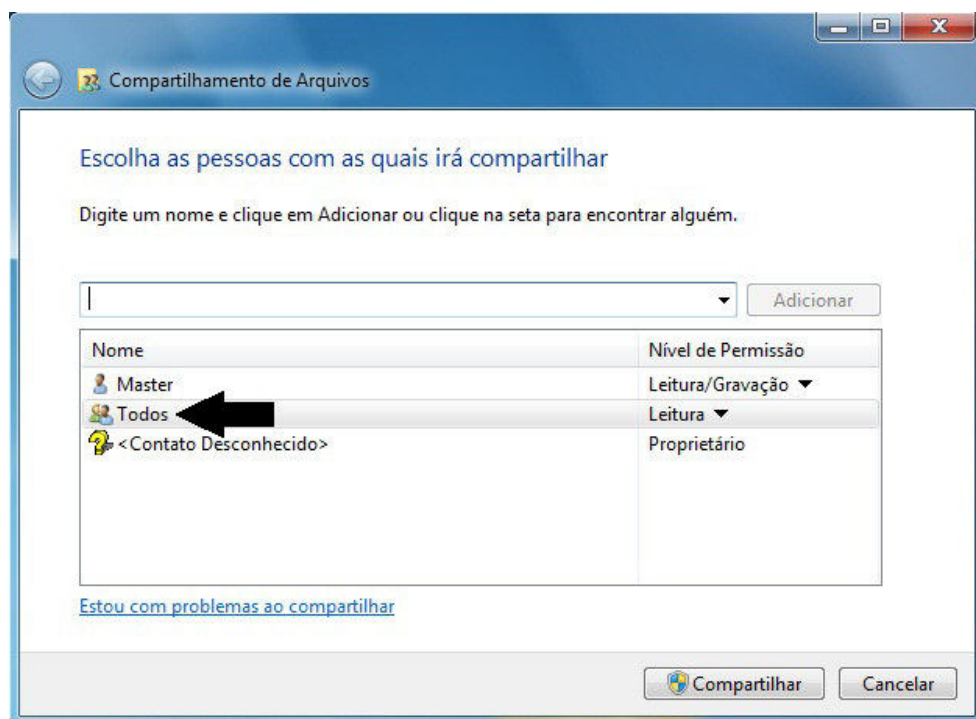 Compartilhamento de Arquivos
Escolha as pessoas com as quais irá compartilhar
Digite um nome e clique em Adicionar ou clique na seta para encontrar alguém.
Adicionar
Nome Nível de Permissão
Master Leitura/Gravação
Todos Leitura
<Contato Desconhecido> Proprietário
Estou com problemas ao compartilhar
Compartilhar Cancelar